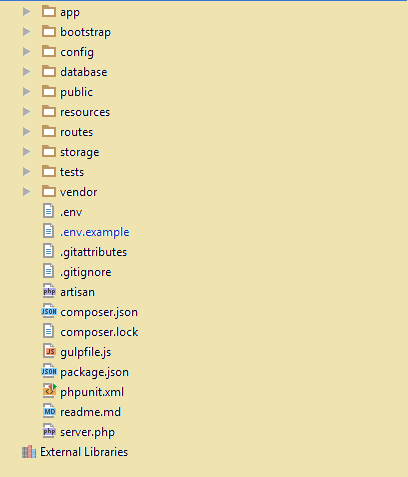 app
bootstrap
config
database
public
resources
routes
storage
tests
vendor
.env
.env.example
.gitattributes
.gitignore
php artisan
JSON composer.json
composer.lock
JS gulpfile.js
JSON package.json
phpunit.xml
MD readme.md
php server.php
External Libraries